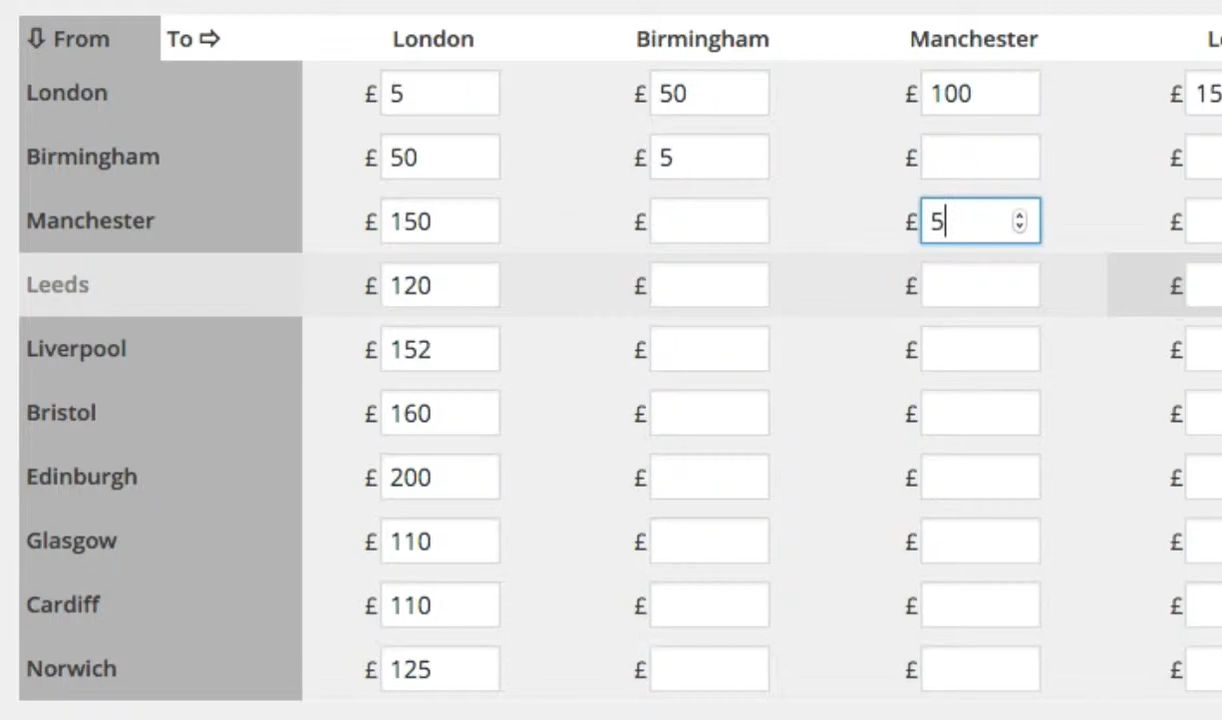 ⇩ From To ⇨ London Birmingham Manchester
London £ 5 £ 50 £ 100 £ 15
Birmingham £ 50 £ 5 £ £
Manchester £ 150 £ £ 5 £
Leeds £ 120 £ £ £
Liverpool £ 152 £ £ £
Bristol £ 160 £ £ £
Edinburgh £ 200 £ £ £
Glasgow £ 110 £ £ £
Cardiff £ 110 £ £ £
Norwich £ 125 £ £ £